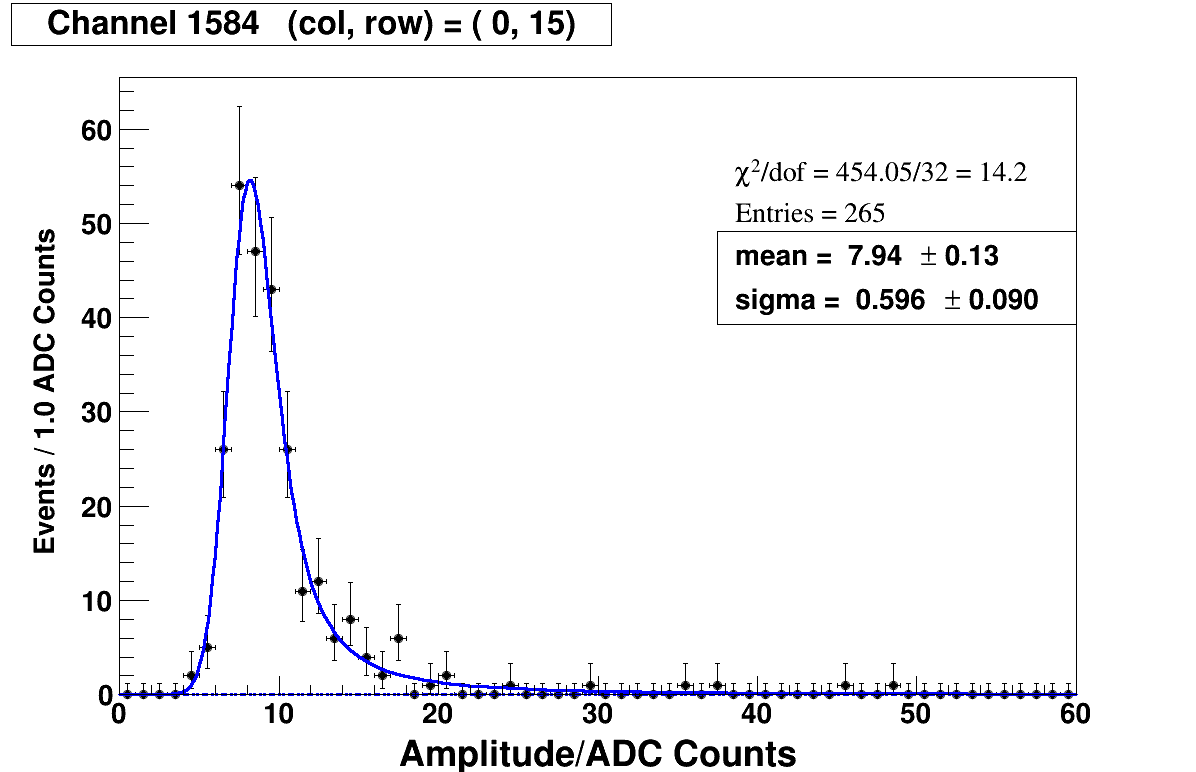 Channel 1584 (col, row) = ( 0, 15)
χ²/dof = 454.05/32 = 14.2
Entries = 265
mean = 7.94 ± 0.13
sigma = 0.596 ± 0.090
Events / 1.0 ADC Counts
60
50
40
30
20
10
0
0 10 20 30 40 50 60
Amplitude/ADC Counts